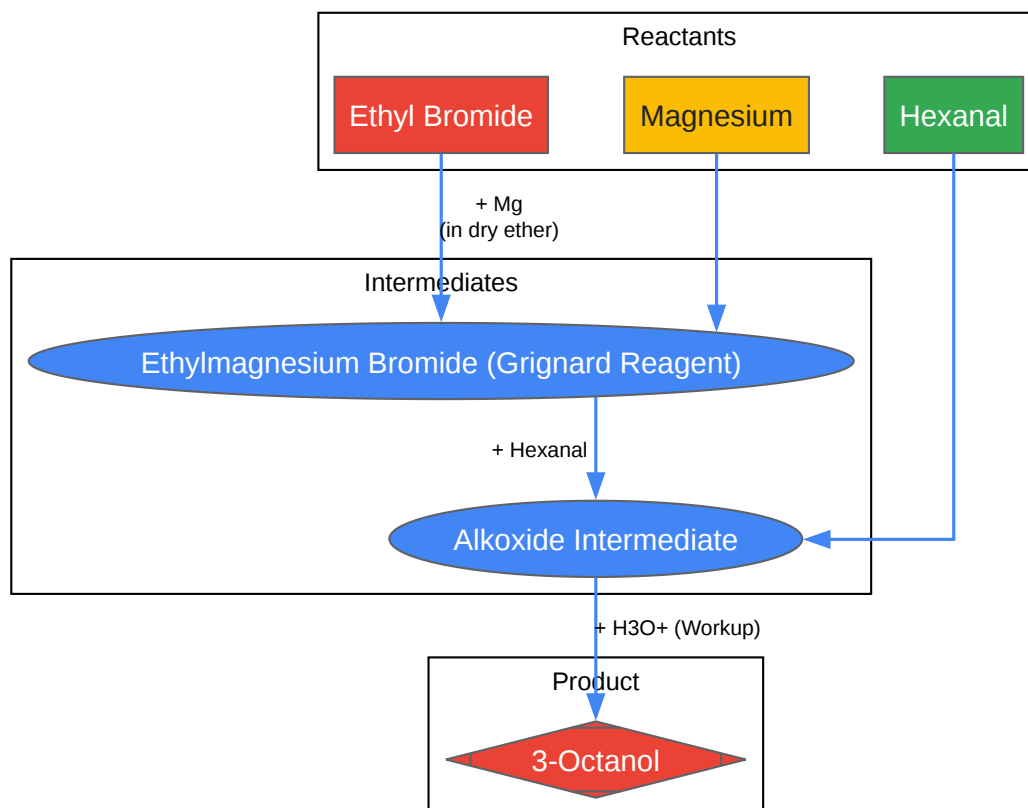 Reactants
Ethyl Bromide
Magnesium
Hexanal
+ Mg
(in dry ether)
Intermediates
Ethylmagnesium Bromide (Grignard Reagent)
+ Hexanal
Alkoxide Intermediate
+ H3O+ (Workup)
Product
3-Octanol